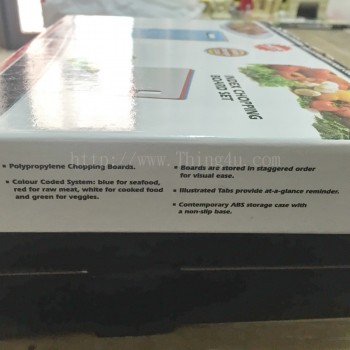 INDEX CHOPPING
BOARD SET
• Polypropylene Chopping Boards.
• Colour Coded System: blue for seafood,
red for raw meat, white for cooked food
and green for veggies.
• Boards are stored in staggered order
for visual ease.
• Illustrated Tabs provide at-a-glance reminder.
• Contemporary ABS storage case with
a non-slip base.
http://www.Thing4u.com